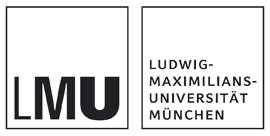 LMU
LUDWIG-
MAXIMILIANS-
UNIVERSITÄT
MÜNCHEN